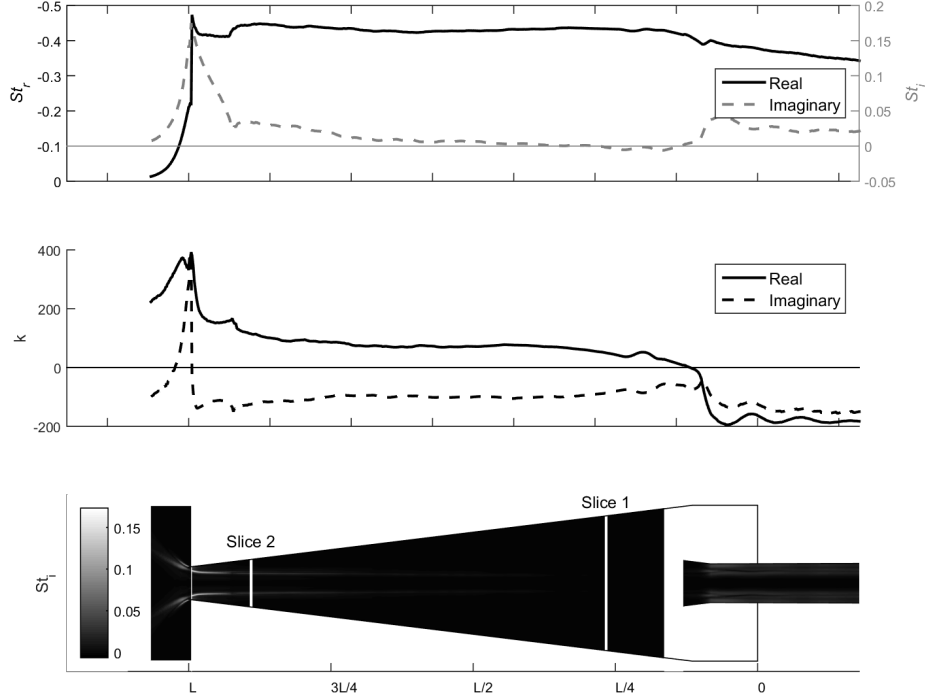 -0.5
-0.4
-0.3
-0.2
-0.1
0
St_r
0.2
0.15
0.1
0.05
0
-0.05
St_i
Real
Imaginary
400
200
0
-200
k
Real
Imaginary
St_i
0.15
0.1
0.05
0
Slice 2
Slice 1
L
3L/4
L/2
L/4
0